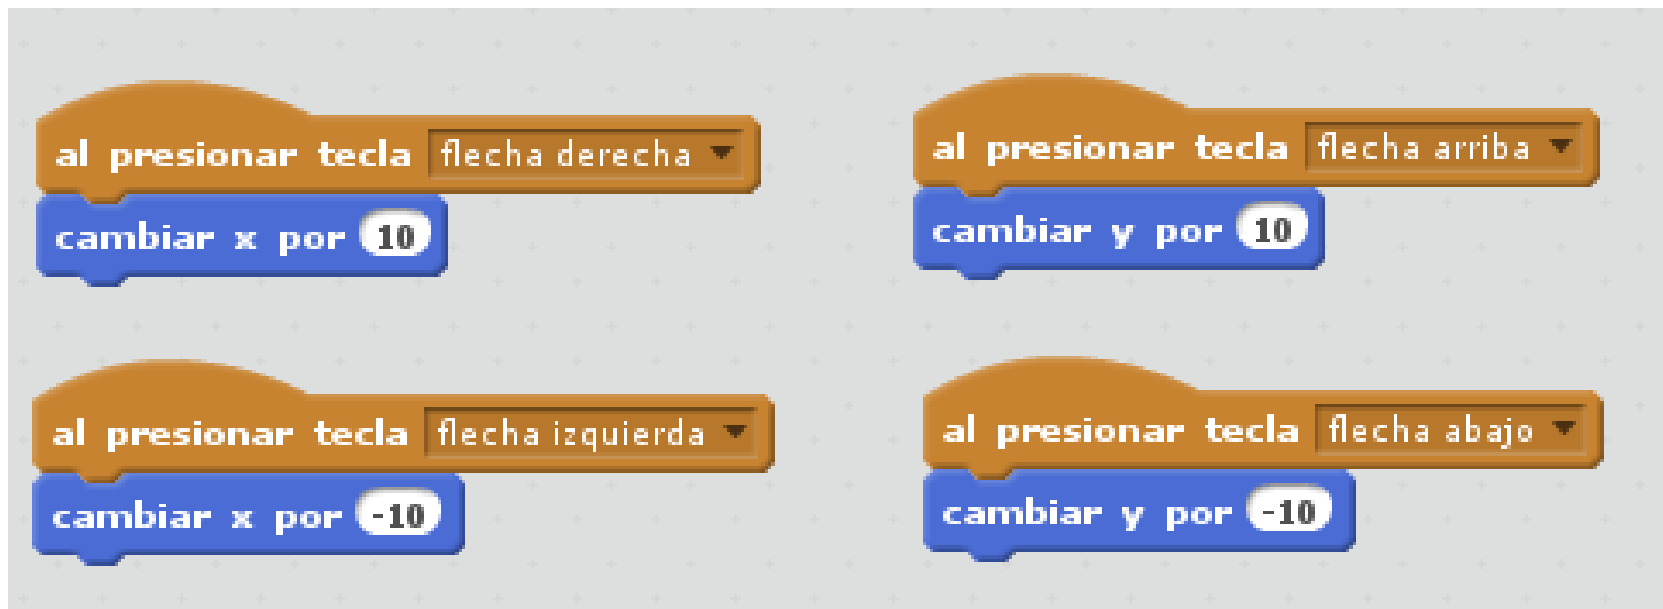 al presionar tecla flecha derecha
cambiar x por 10
al presionar tecla flecha arriba
cambiar y por 10
al presionar tecla flecha izquierda
cambiar x por -10
al presionar tecla flecha abajo
cambiar y por -10